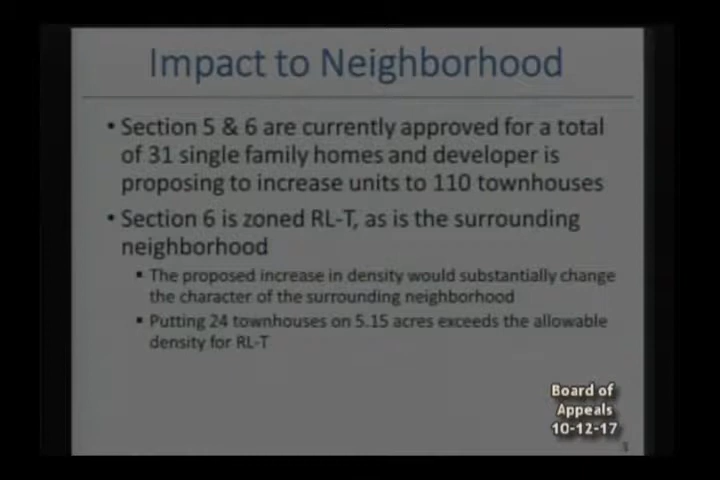 Impact to Neighborhood
• Section 5 & 6 are currently approved for a total
of 31 single family homes and developer is
proposing to increase units to 110 townhouses
• Section 6 is zoned RL-T, as is the surrounding
neighborhood
▪ The proposed increase in density would substantially change
the character of the surrounding neighborhood
▪ Putting 24 townhouses on 5.15 acres exceeds the allowable
density for RL-T
Board of
Appeals
10-12-17
3